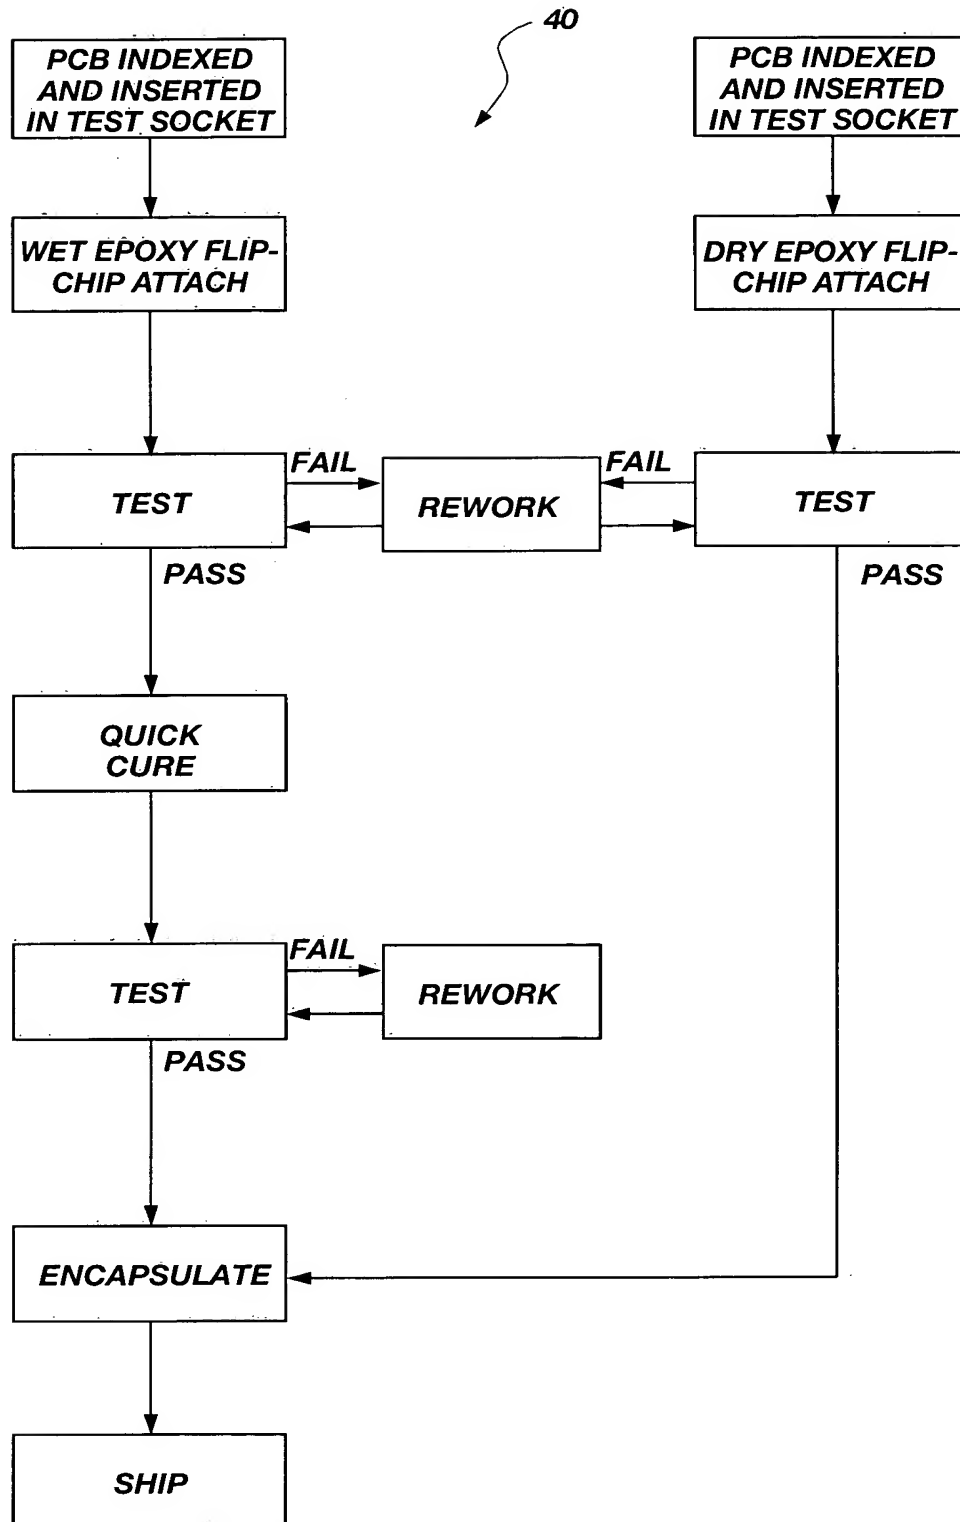 40
PCB INDEXED
AND INSERTED
IN TEST SOCKET
PCB INDEXED
AND INSERTED
IN TEST SOCKET
WET EPOXY FLIP-
CHIP ATTACH
DRY EPOXY FLIP-
CHIP ATTACH
TEST
FAIL
REWORK
FAIL
TEST
PASS
PASS
QUICK
CURE
TEST
FAIL
REWORK
PASS
ENCAPSULATE
SHIP